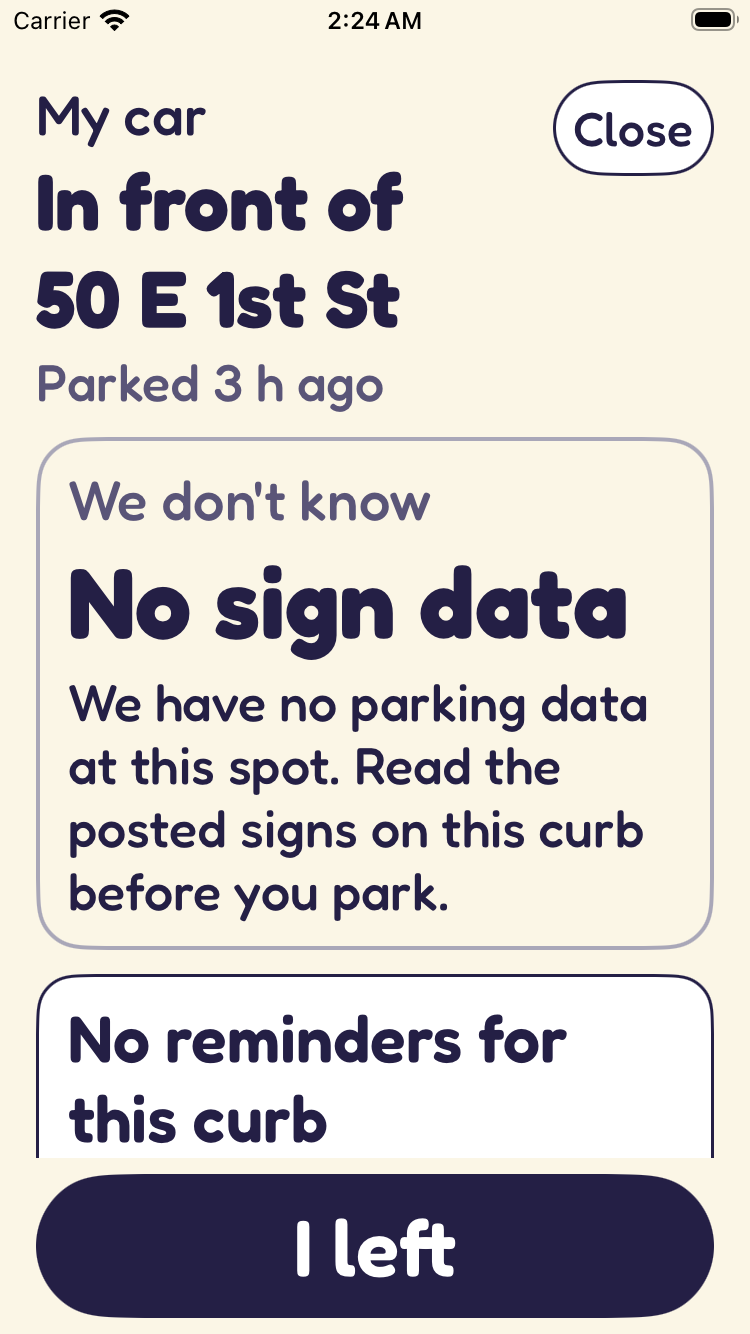 Carrier 2:24 AM
My car
Close
In front of
50 E 1st St
Parked 3 h ago
We don't know
No sign data
We have no parking data
at this spot. Read the
posted signs on this curb
before you park.
No reminders for
this curb
I left